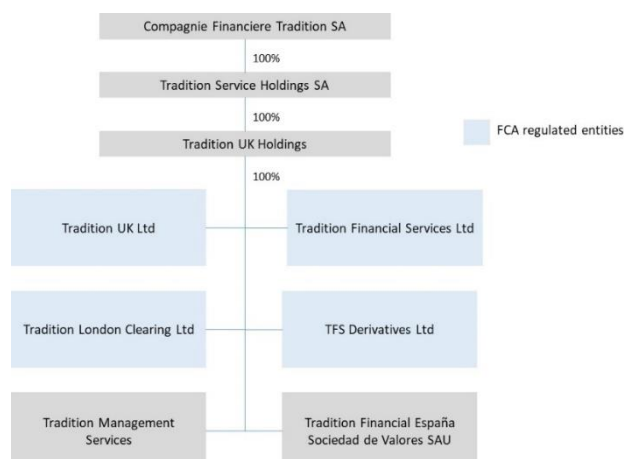 Compagnie Financiere Tradition SA
100%
Tradition Service Holdings SA
100%
Tradition UK Holdings
FCA regulated entities
100%
Tradition UK Ltd
Tradition Financial Services Ltd
Tradition London Clearing Ltd
TFS Derivatives Ltd
Tradition Management
Services
Tradition Financial España
Sociedad de Valores SAU